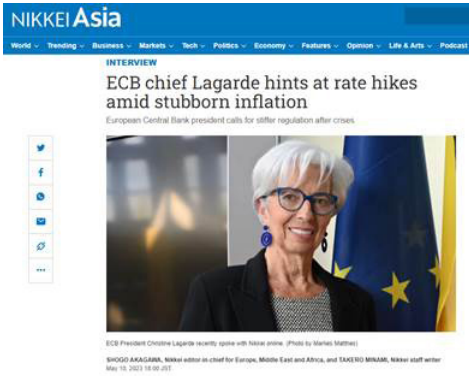 NIKKEI Asia
World Trending Business Markets Tech Politics Economy Features Opinion Life & Arts Podcast
INTERVIEW
ECB chief Lagarde hints at rate hikes
amid stubborn inflation
European Central Bank president calls for stiffer regulation after crises
ECB President Christine Lagarde recently spoke with Nikkei online. (Photo by Marleis Matthes)
SHOGO AKAGAWA, Nikkei editor in chief for Europe, Middle East and Africa, and TAKERO MINAMI, Nikkei staff writer
May 10, 2023 18:00 JST